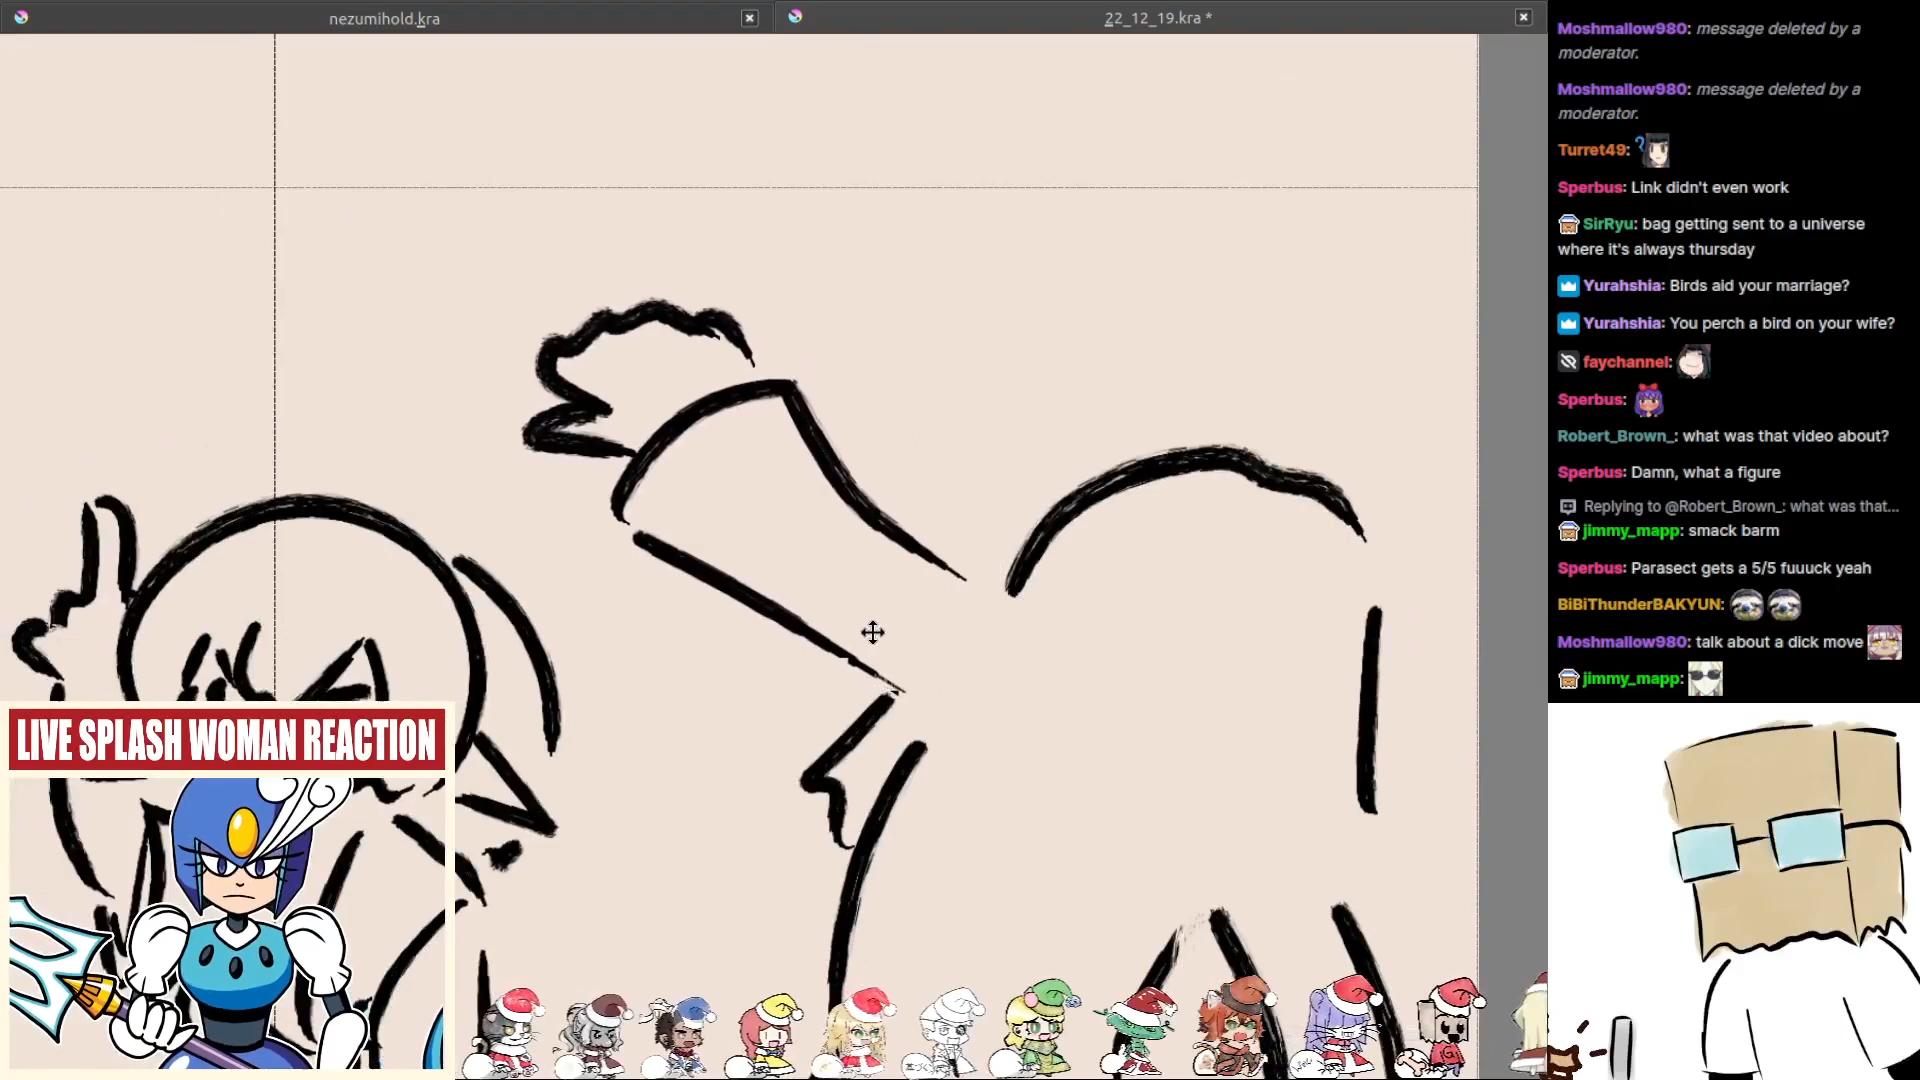 nezumihold.kra
22_12_19.kra *
Moshmallow980: message deleted by a
moderator.
Moshmallow980: message deleted by a
moderator.
Turret49:
Sperbus: Link didn't even work
SirRyu: bag getting sent to a universe
where it's always thursday
Yurahshia: Birds aid your marriage?
Yurahshia: You perch a bird on your wife?
faychannel:
Sperbus:
Robert_Brown_: what was that video about?
Sperbus: Damn, what a figure
Replying to @Robert_Brown_: what was that...
jimmy_mapp: smack barm
Sperbus: Parasect gets a 5/5 fuuuck yeah
BiBiThunderBAKYUN:
Moshmallow980: talk about a dick move
jimmy_mapp:
LIVE SPLASH WOMAN REACTION